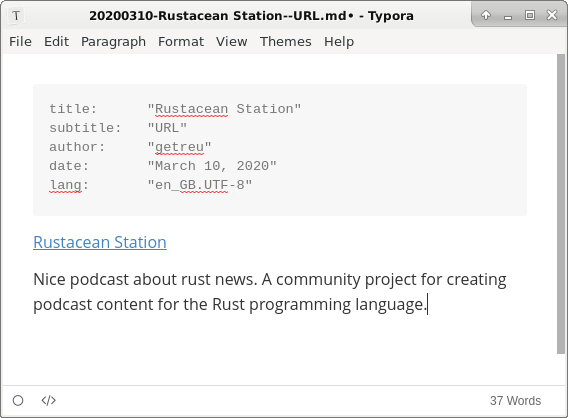 T 20200310-Rustacean Station--URL.md• - Typora
File Edit Paragraph Format View Themes Help
title: "Rustacean Station"
subtitle: "URL"
author: "getreu"
date: "March 10, 2020"
lang: "en_GB.UTF-8"
Rustacean Station
Nice podcast about rust news. A community project for creating
podcast content for the Rust programming language.
</> 37 Words